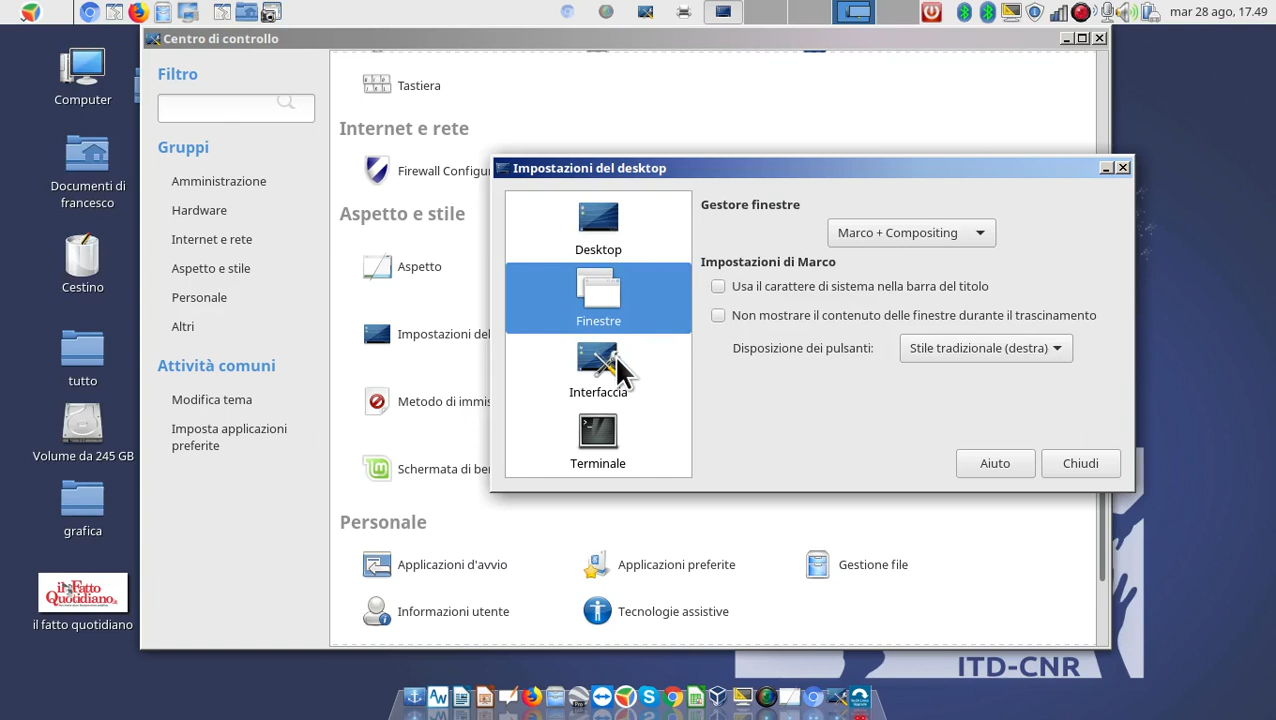 mar 28 ago, 17.49
Computer
Documenti di
francesco
Cestino
tutto
Volume da 245 GB
grafica
il Fatto
Quotidiano
il fatto quotidiano
Centro di controllo
Filtro
Gruppi
Amministrazione
Hardware
Internet e rete
Aspetto e stile
Personale
Altri
Attività comuni
Modifica tema
Imposta applicazioni
preferite
Tastiera
Internet e rete
Firewall Configu
Aspetto e stile
Aspetto
Impostazioni del
Metodo di immis
Schermata di be
Personale
Applicazioni d'avvio
Applicazioni preferite
Gestione file
Informazioni utente
Tecnologie assistive
Impostazioni del desktop
Desktop
Finestre
Interfaccia
Terminale
Gestore finestre
Marco + Compositing
Impostazioni di Marco
Usa il carattere di sistema nella barra del titolo
Non mostrare il contenuto delle finestre durante il trascinamento
Disposizione dei pulsanti:
Stile tradizionale (destra)
Aiuto
Chiudi
ITD-CNR